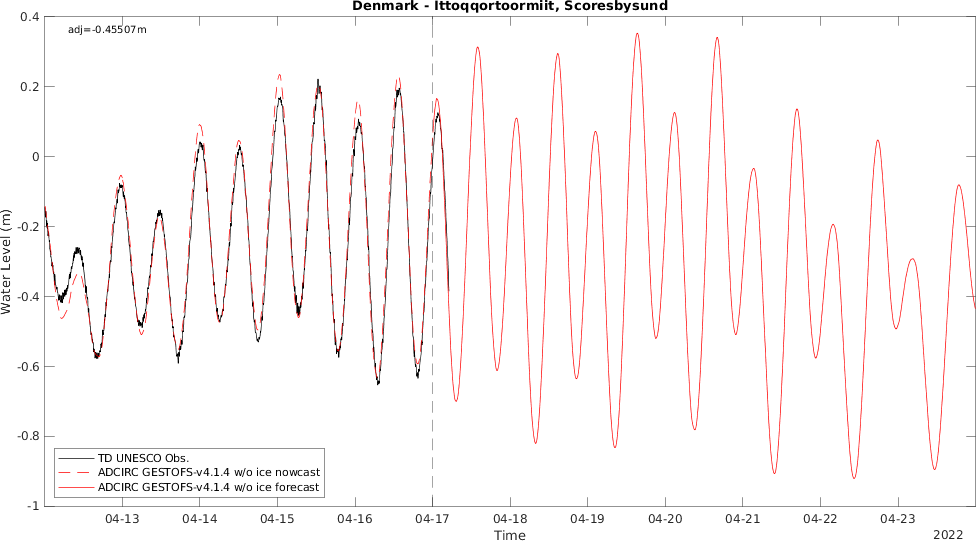 Denmark - Ittoqqortoormiit, Scoresbysund
adj=-0.45507m
0.4
0.2
0
-0.2
-0.4
-0.6
-0.8
-1
Water Level (m)
TD UNESCO Obs.
ADCIRC GESTOFS-v4.1.4 w/o ice nowcast
ADCIRC GESTOFS-v4.1.4 w/o ice forecast
04-13 04-14 04-15 04-16 04-17 04-18 04-19 04-20 04-21 04-22 04-23
Time
2022